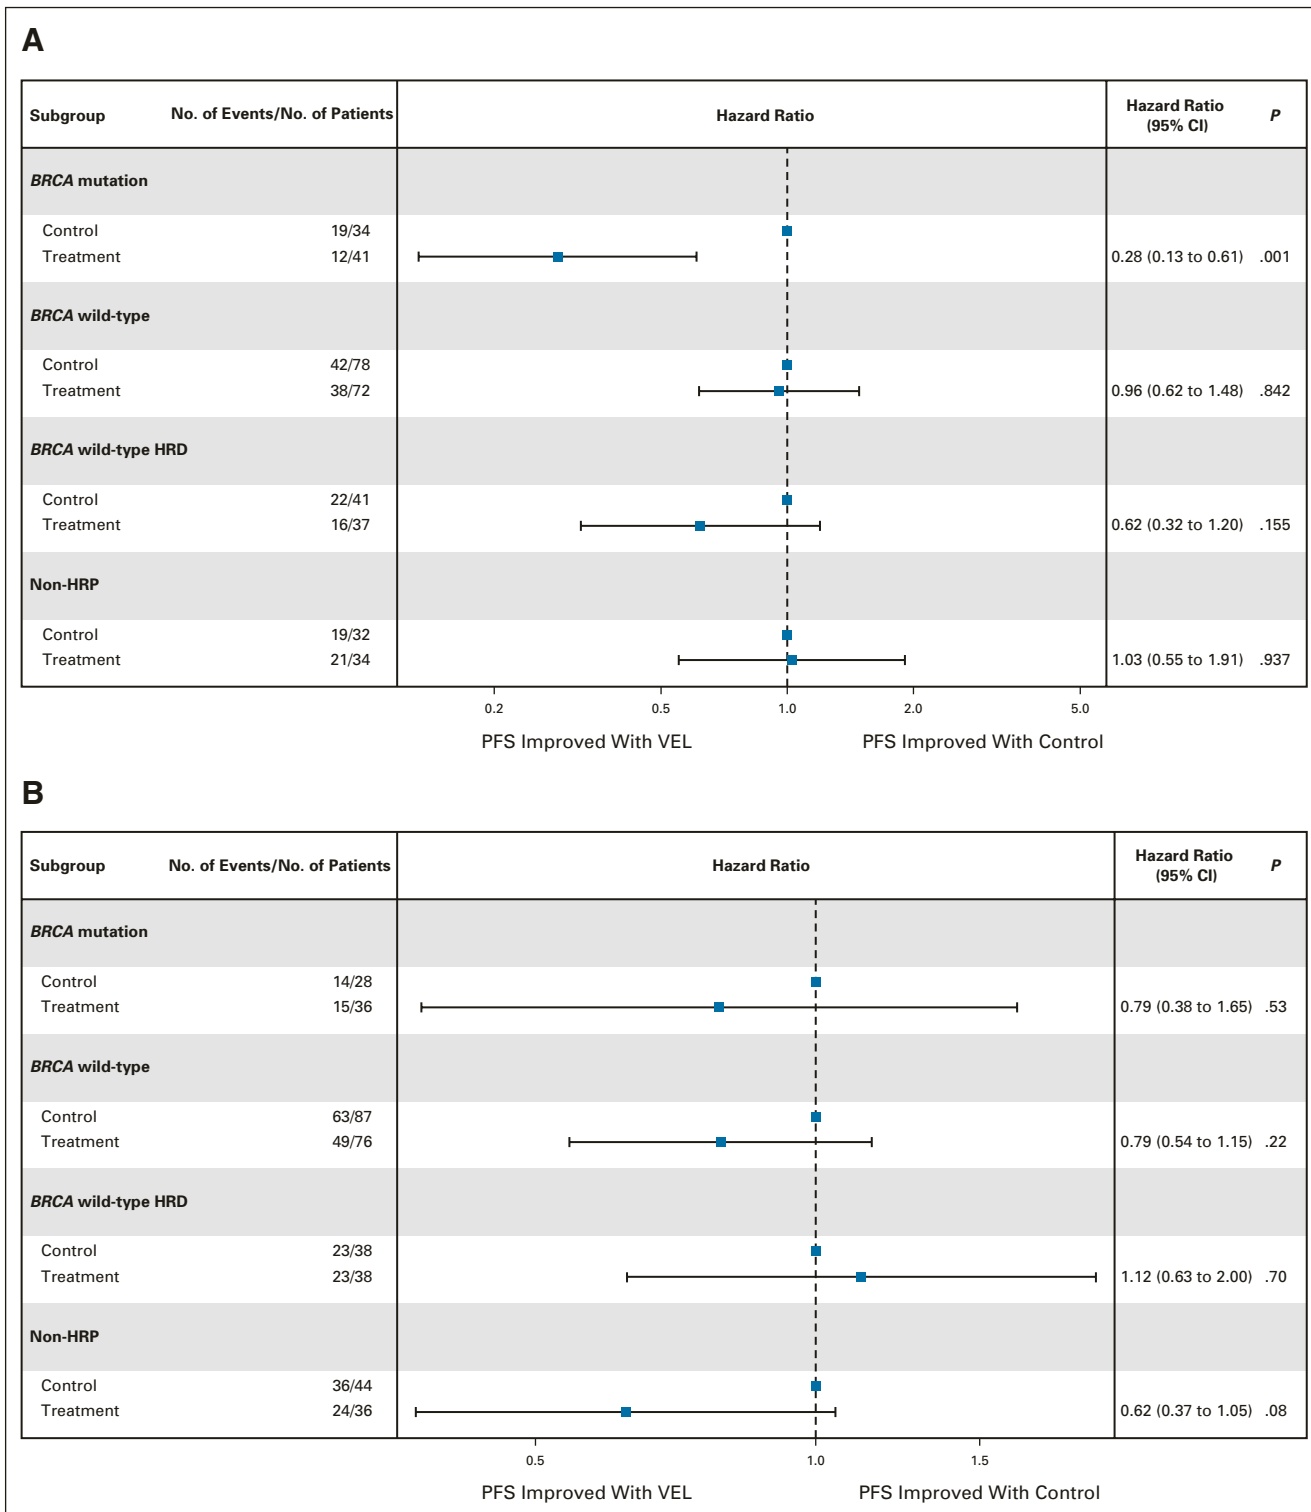 A
Subgroup No. of Events/No. of Patients Hazard Ratio Hazard Ratio (95% CI) P
BRCA mutation
Control 19/34
Treatment 12/41 0.28 (0.13 to 0.61) .001
BRCA wild-type
Control 42/78
Treatment 38/72 0.96 (0.62 to 1.48) .842
BRCA wild-type HRD
Control 22/41
Treatment 16/37 0.62 (0.32 to 1.20) .155
Non-HRP
Control 19/32
Treatment 21/34 1.03 (0.55 to 1.91) .937
0.2 0.5 1.0 2.0 5.0
PFS Improved With VEL PFS Improved With Control
B
Subgroup No. of Events/No. of Patients Hazard Ratio Hazard Ratio (95% CI) P
BRCA mutation
Control 14/28
Treatment 15/36 0.79 (0.38 to 1.65) .53
BRCA wild-type
Control 63/87
Treatment 49/76 0.79 (0.54 to 1.15) .22
BRCA wild-type HRD
Control 23/38
Treatment 23/38 1.12 (0.63 to 2.00) .70
Non-HRP
Control 36/44
Treatment 24/36 0.62 (0.37 to 1.05) .08
0.5 1.0 1.5
PFS Improved With VEL PFS Improved With Control